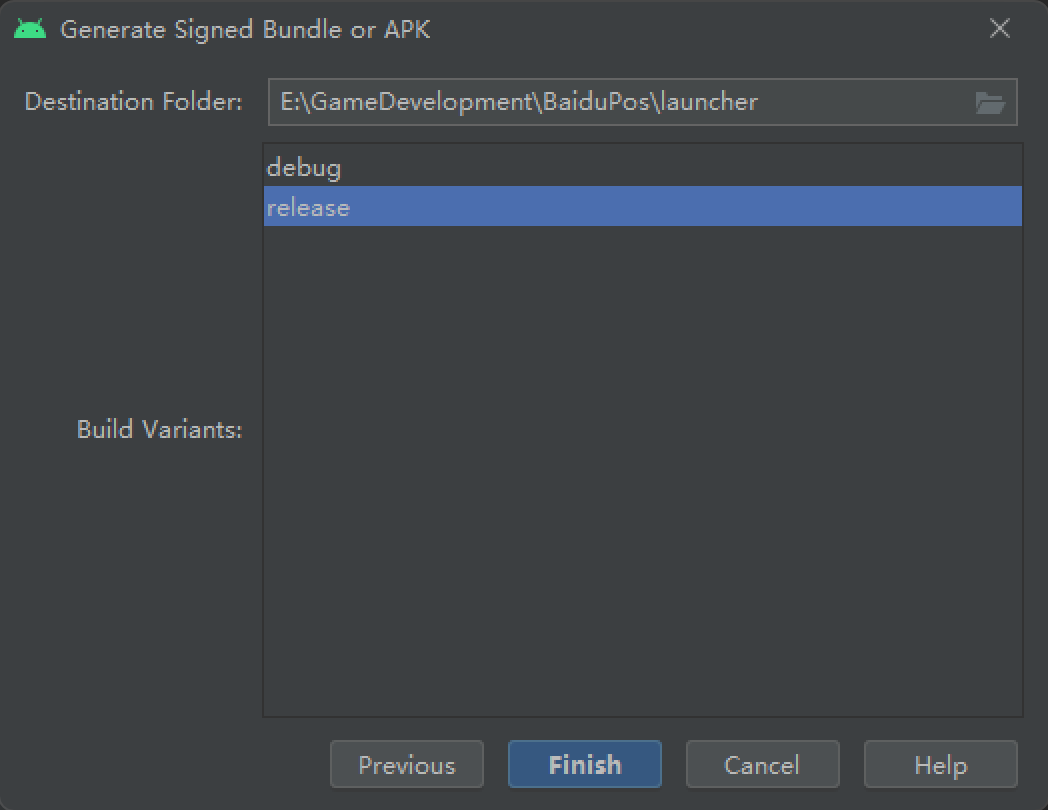 Generate Signed Bundle or APK
Destination Folder: E:\GameDevelopment\BaiduPos\launcher
debug
release
Build Variants:
Previous Finish Cancel Help